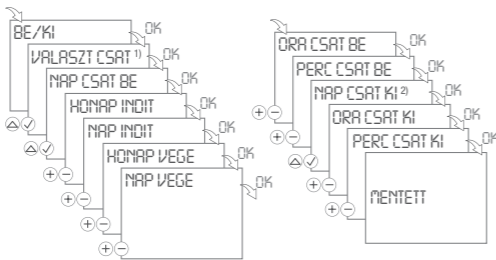 BE/KI
OK
VALASZT CSAT 1)
OK
NAP CSAT BE
OK
HONAP INDIT
OK
NAP INDIT
OK
HONAP VEGE
OK
NAP VEGE
OK
ORA CSAT BE
OK
PERC CSAT BE
OK
NAP CSAT KI 2)
OK
ORA CSAT KI
OK
PERC CSAT KI
OK
MENTETT